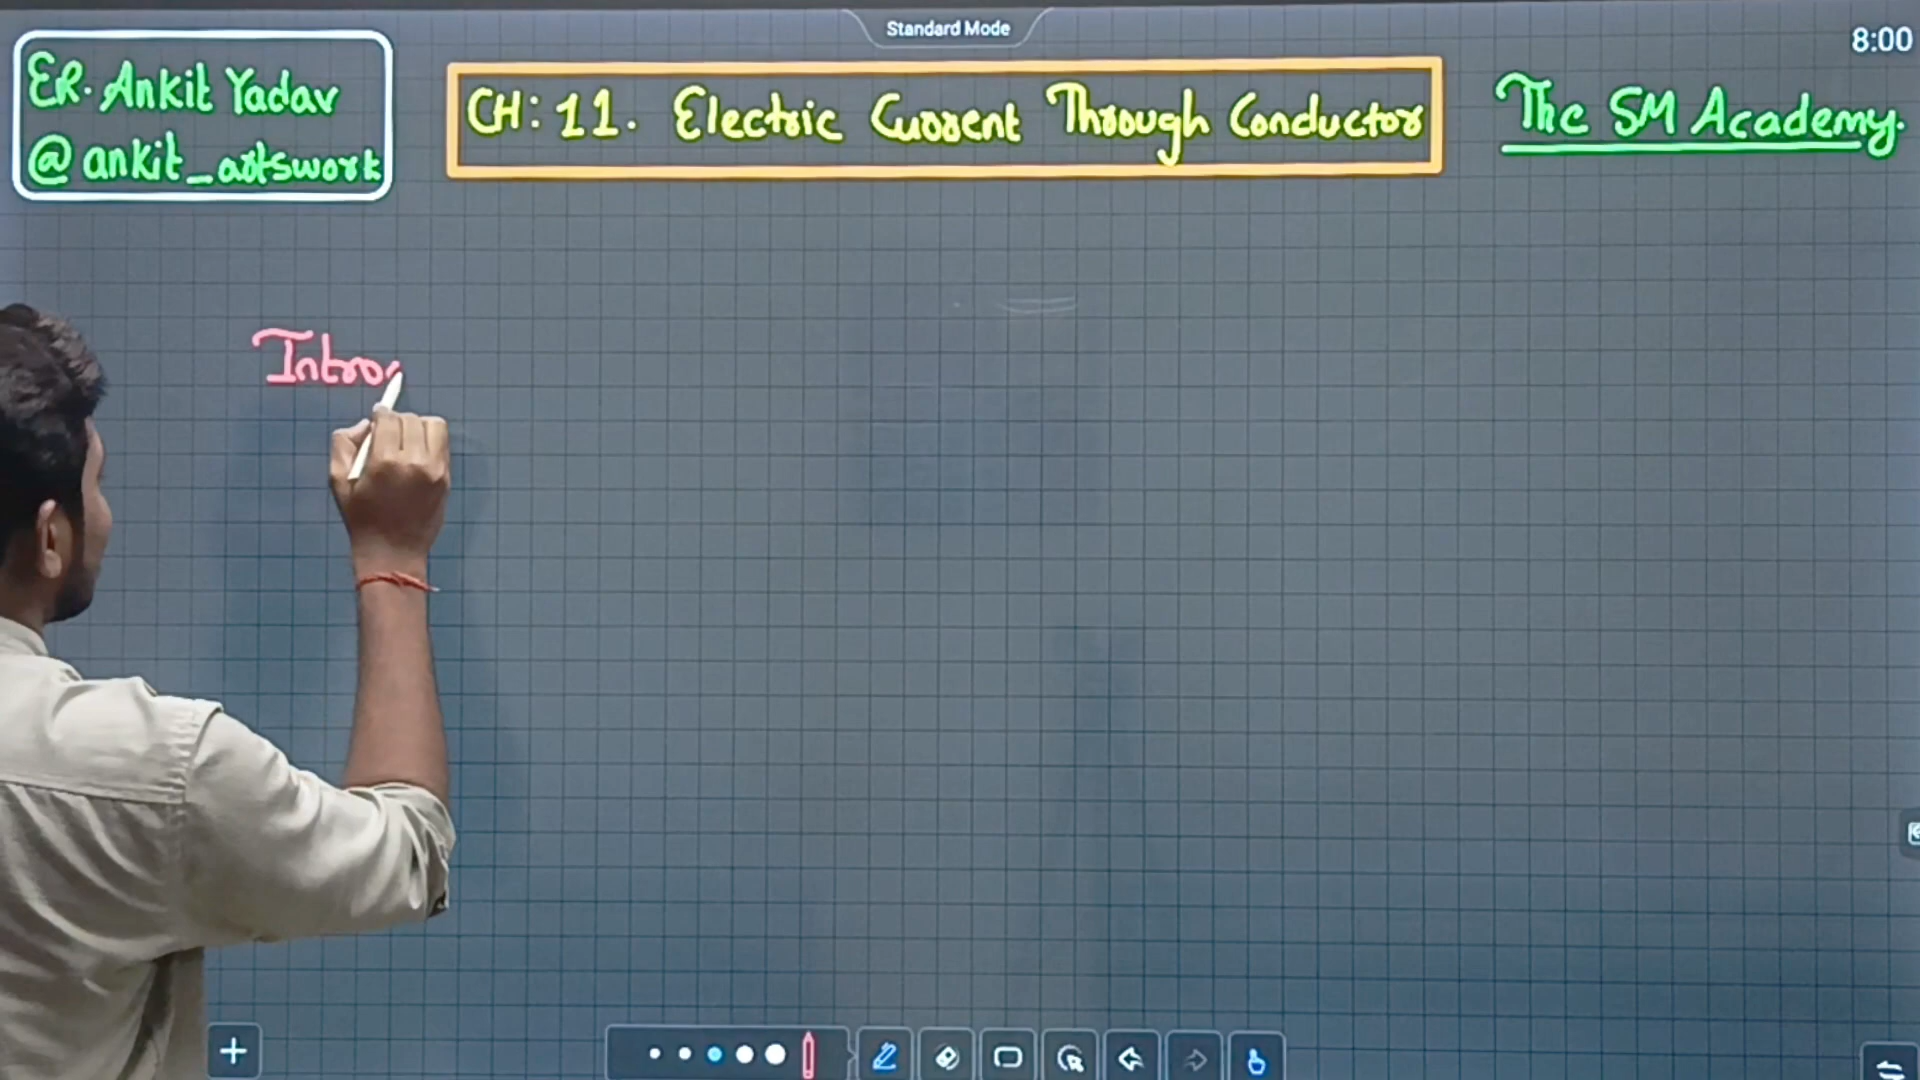 Standard Mode
8:00
ER. Ankit Yadav
@ankit_artswork
CH: 11. Electric Current Through Conductor
The SM Academy.
Intro